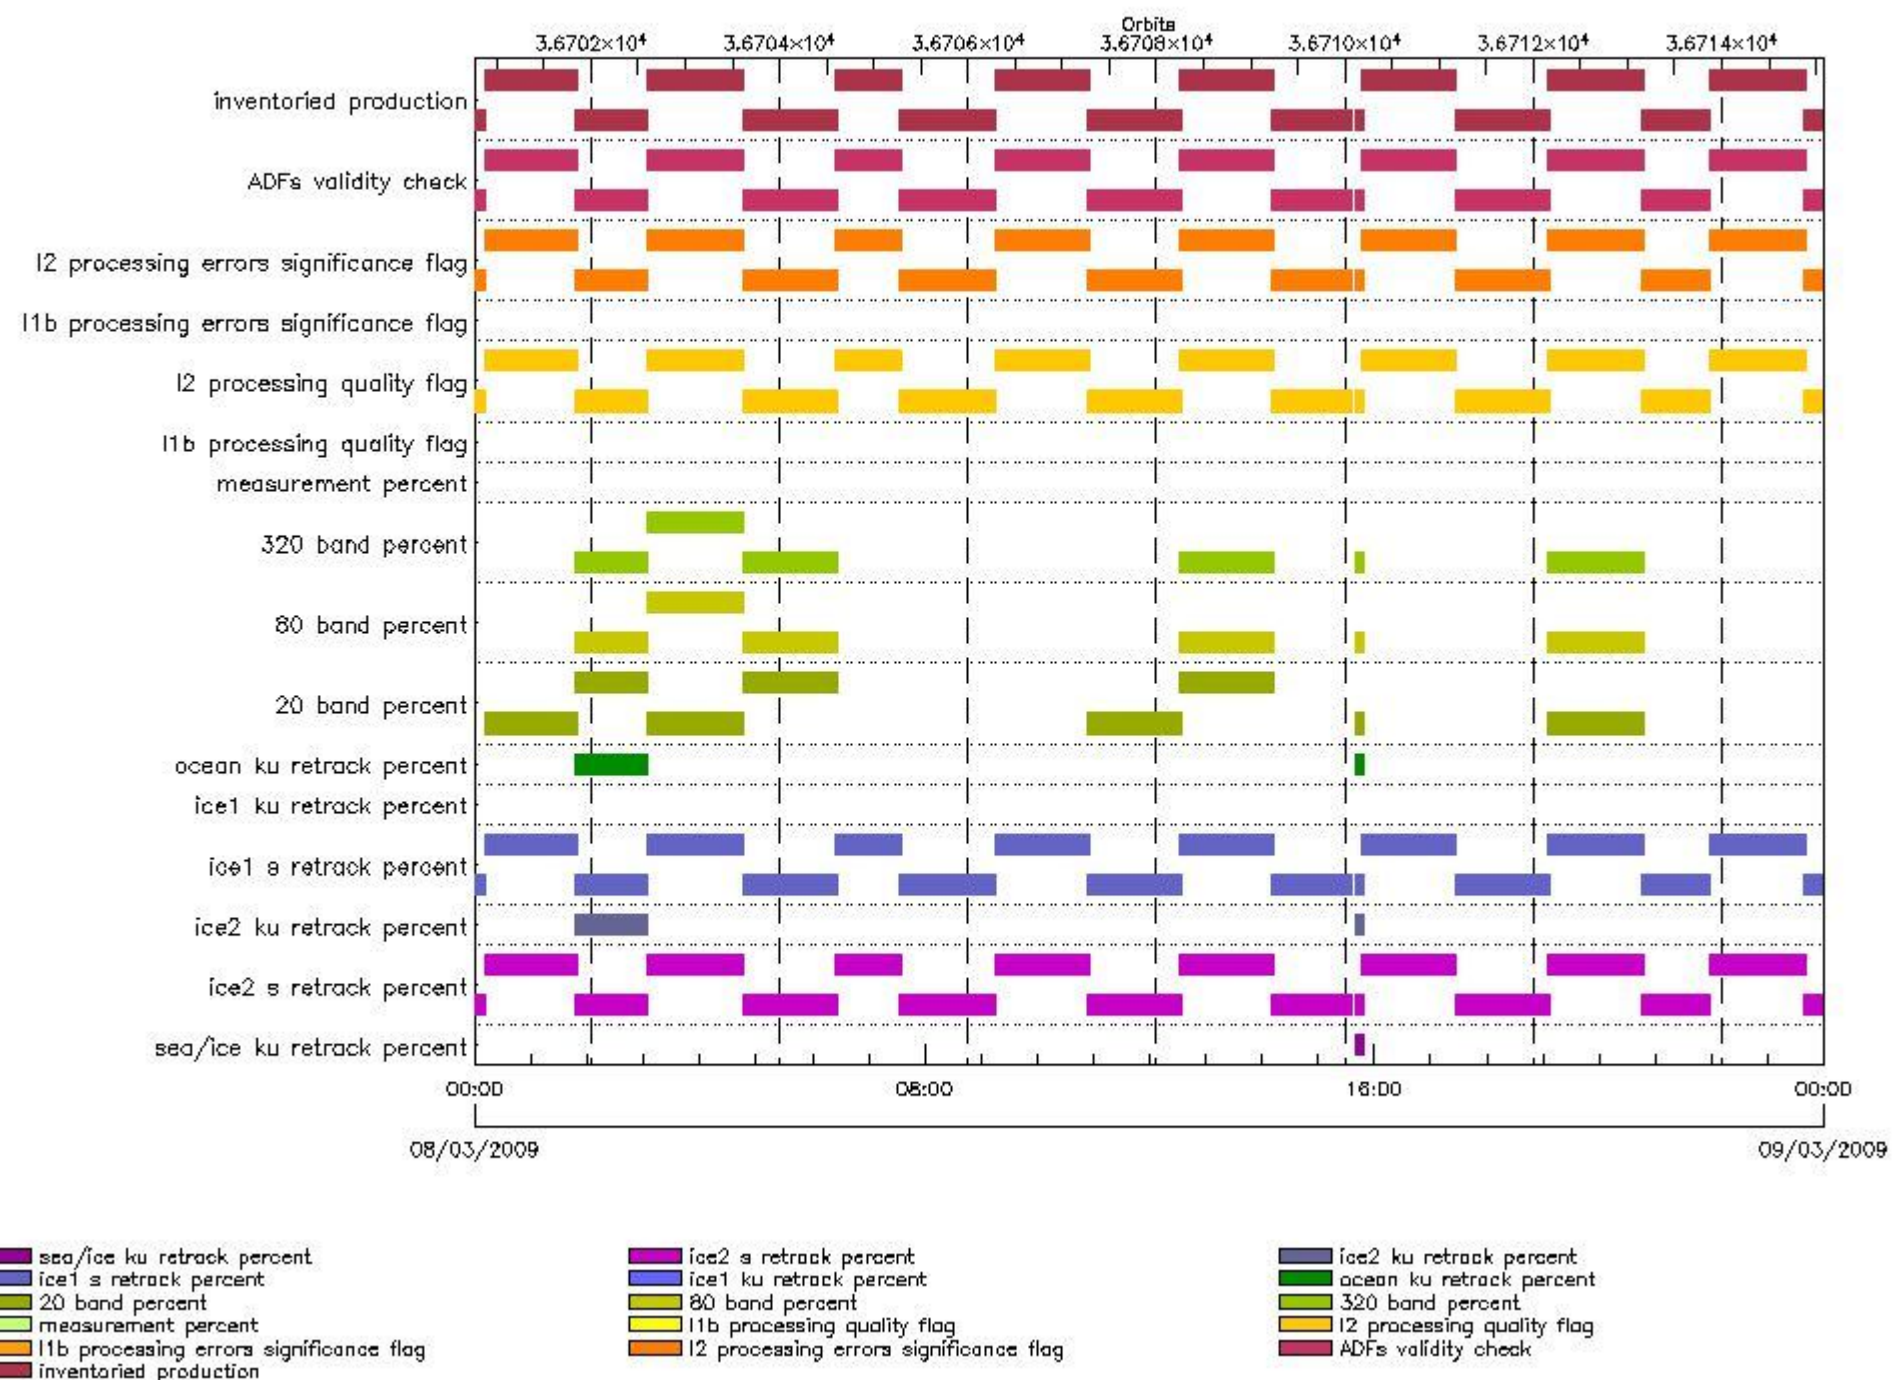 Orbits
3.6702×10⁴ 3.6704×10⁴ 3.6706×10⁴ 3.6708×10⁴ 3.6710×10⁴ 3.6712×10⁴ 3.6714×10⁴
inventoried production
ADFs validity check
l2 processing errors significance flag
l1b processing errors significance flag
l2 processing quality flag
l1b processing quality flag
measurement percent
320 band percent
80 band percent
20 band percent
ocean ku retrack percent
ice1 ku retrack percent
ice1 s retrack percent
ice2 ku retrack percent
ice2 s retrack percent
sea/ice ku retrack percent
00:00 08:00 16:00 00:00
08/03/2009 09/03/2009
sea/ice ku retrack percent ice2 s retrack percent ice2 ku retrack percent
ice1 s retrack percent ice1 ku retrack percent ocean ku retrack percent
20 band percent 80 band percent 320 band percent
measurement percent l1b processing quality flag l2 processing quality flag
l1b processing errors significance flag l2 processing errors significance flag ADFs validity check
inventoried production